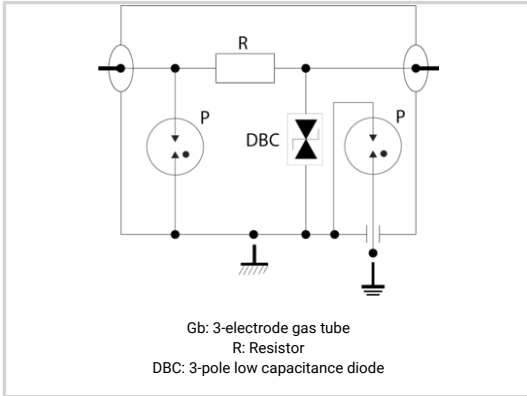 R
P
DBC
P
Gb: 3-electrode gas tube
R: Resistor
DBC: 3-pole low capacitance diode